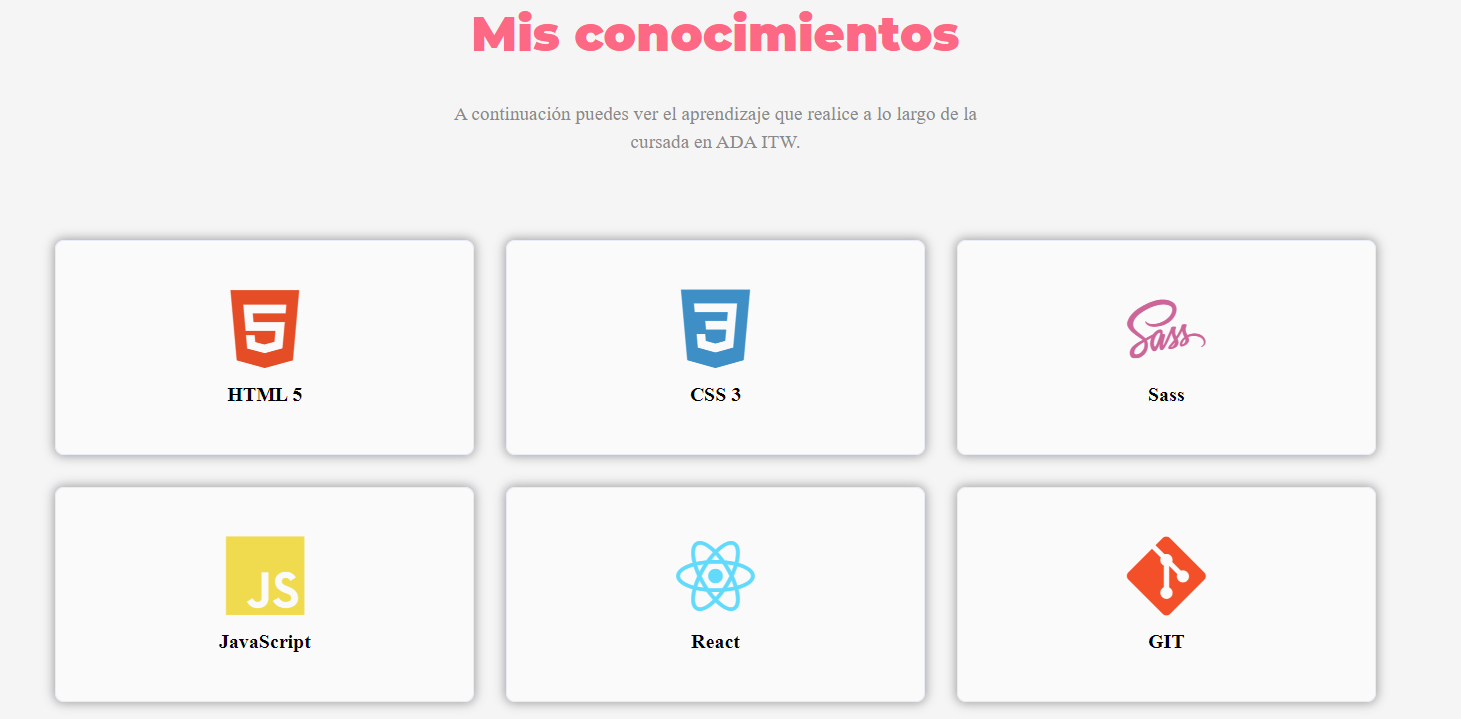 Mis conocimientos
A continuación puedes ver el aprendizaje que realice a lo largo de la
cursada en ADA ITW.
5
3
Sass
HTML 5
CSS 3
Sass
JS
JavaScript
React
GIT